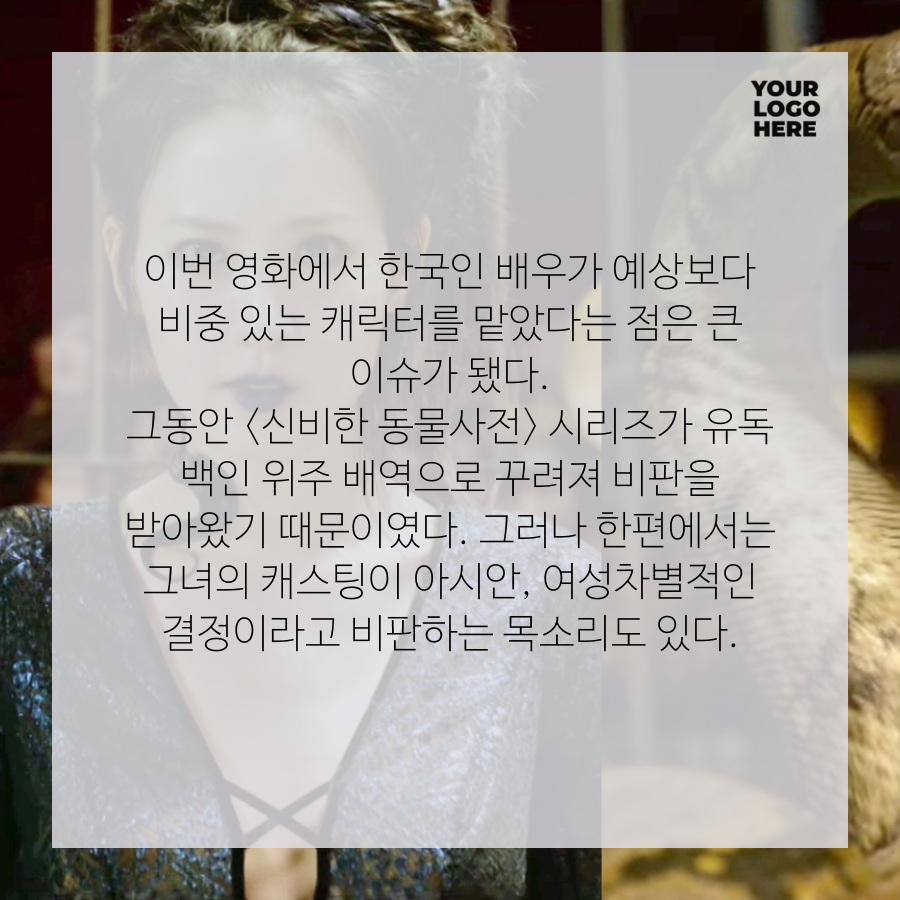 YOUR
LOGO
HERE
이번 영화에서 한국인 배우가 예상보다
비중 있는 캐릭터를 맡았다는 점은 큰
이슈가 됐다.
그동안 <신비한 동물사전> 시리즈가 유독
백인 위주 배역으로 꾸려져 비판을
받아왔기 때문이였다. 그러나 한편에서는
그녀의 캐스팅이 아시안, 여성차별적인
결정이라고 비판하는 목소리도 있다.